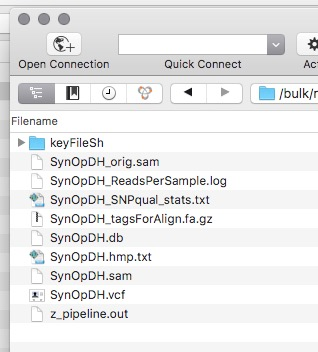 Open Connection
Quick Connect
Act
/bulk/r
Filename
keyFileSh
SynOpDH_orig.sam
SynOpDH_ReadsPerSample.log
SynOpDH_SNPqual_stats.txt
SynOpDH_tagsForAlign.fa.gz
SynOpDH.db
SynOpDH.hmp.txt
SynOpDH.sam
SynOpDH.vcf
z_pipeline.out